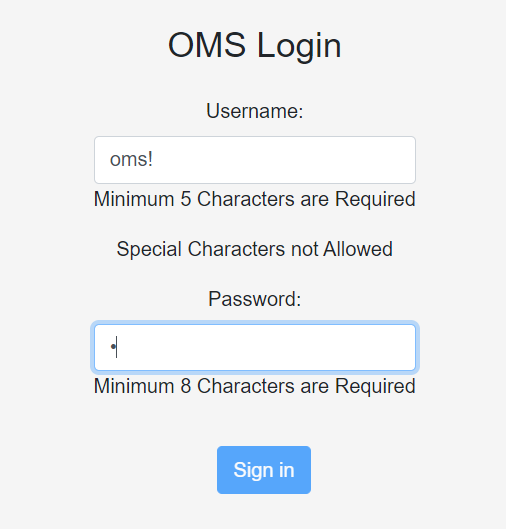 OMS Login
Username:
oms!
Minimum 5 Characters are Required
Special Characters not Allowed
Password:
•
Minimum 8 Characters are Required
Sign in